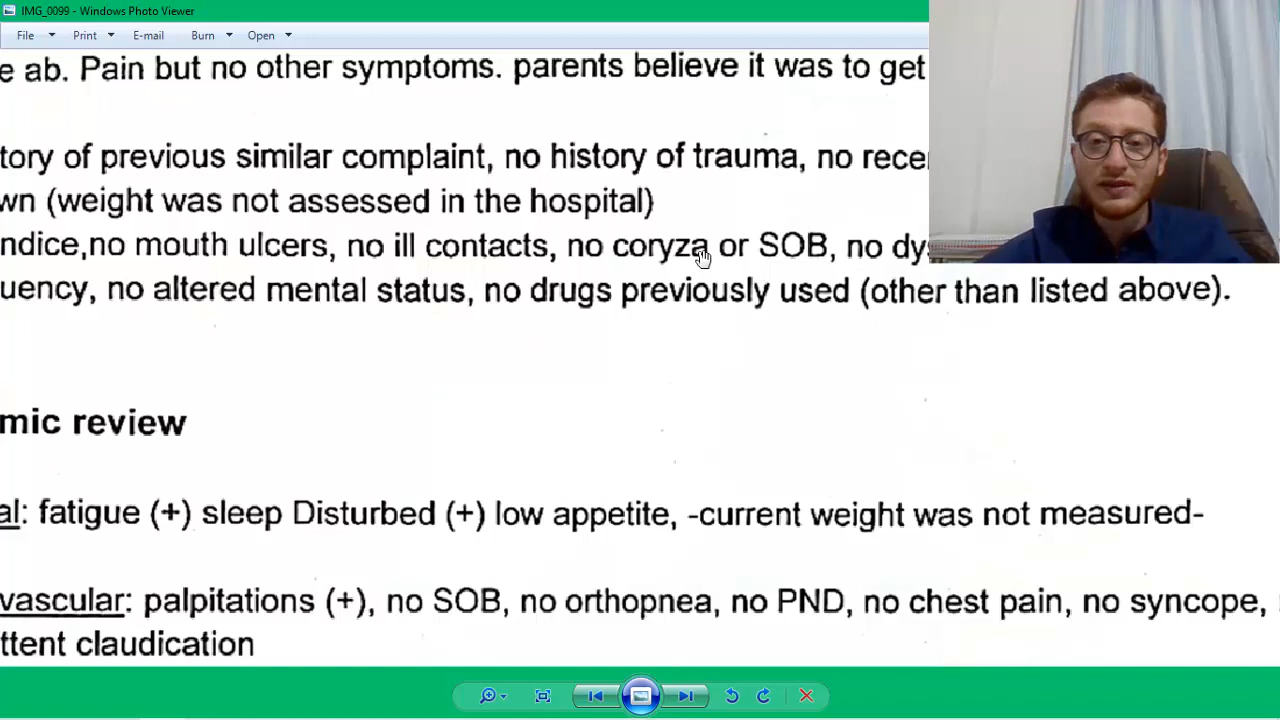 IMG_0099 - Windows Photo Viewer
File Print E-mail Burn Open
e ab. Pain but no other symptoms. parents believe it was to get
tory of previous similar complaint, no history of trauma, no recen
wn (weight was not assessed in the hospital)
ndice,no mouth ulcers, no ill contacts, no coryza or SOB, no dy
uency, no altered mental status, no drugs previously used (other than listed above).
mic review
al: fatigue (+) sleep Disturbed (+) low appetite, -current weight was not measured-
vascular: palpitations (+), no SOB, no orthopnea, no PND, no chest pain, no syncope,
ttent claudication